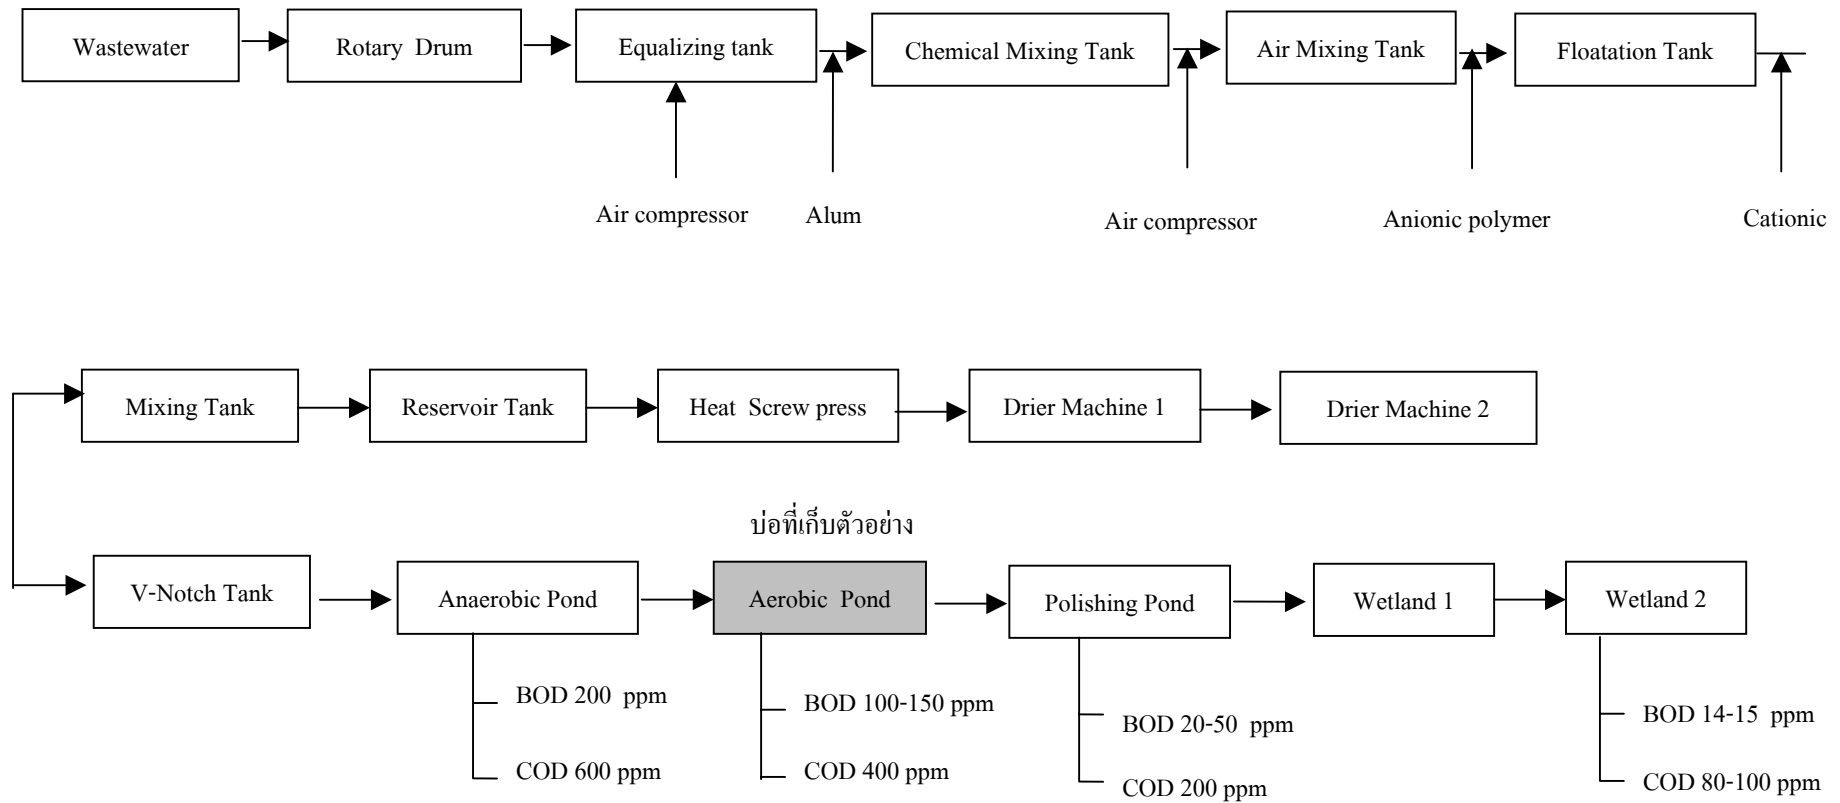 Wastewater
Rotary Drum
Equalizing tank
Chemical Mixing Tank
Air Mixing Tank
Floatation Tank
Air compressor
Alum
Air compressor
Anionic polymer
Cationic
Mixing Tank
Reservoir Tank
Heat Screw press
Drier Machine 1
Drier Machine 2
บ่อที่เก็บตัวอย่าง
V-Notch Tank
Anaerobic Pond
Aerobic Pond
Polishing Pond
Wetland 1
Wetland 2
BOD 200 ppm
COD 600 ppm
BOD 100-150 ppm
COD 400 ppm
BOD 20-50 ppm
COD 200 ppm
BOD 14-15 ppm
COD 80-100 ppm